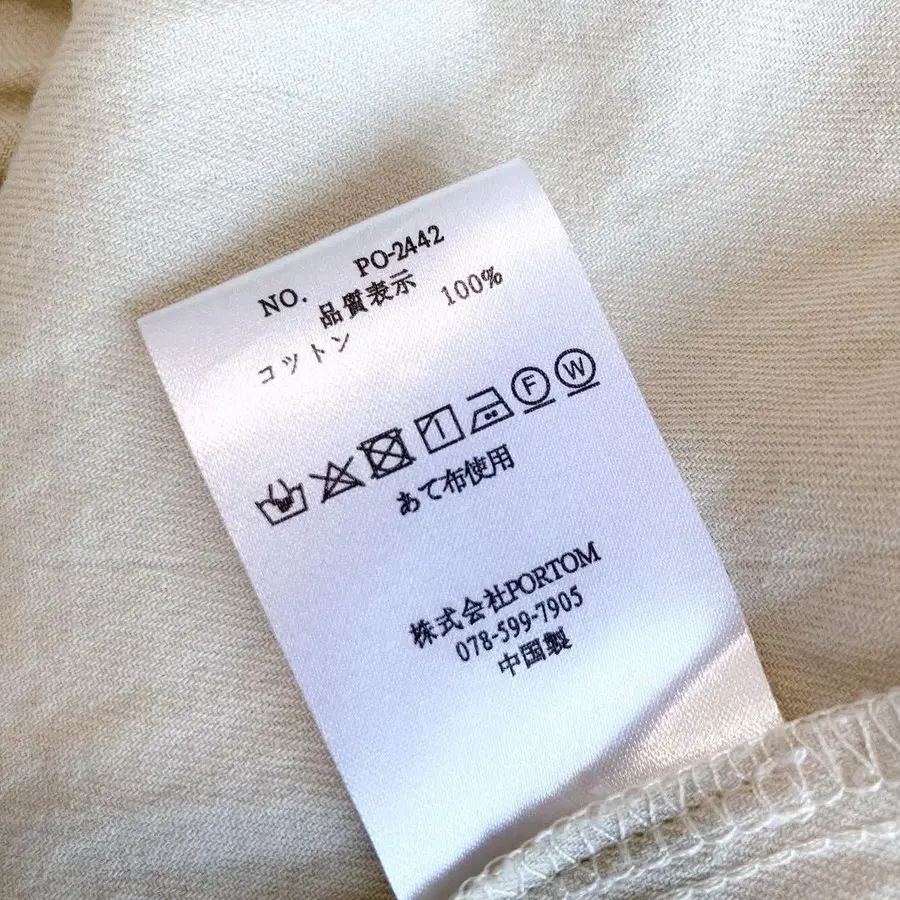 NO. PO-2442
品質表示
コットン 100%
F W
あて布使用
株式会社PORTOM
078-599-7905
中国製